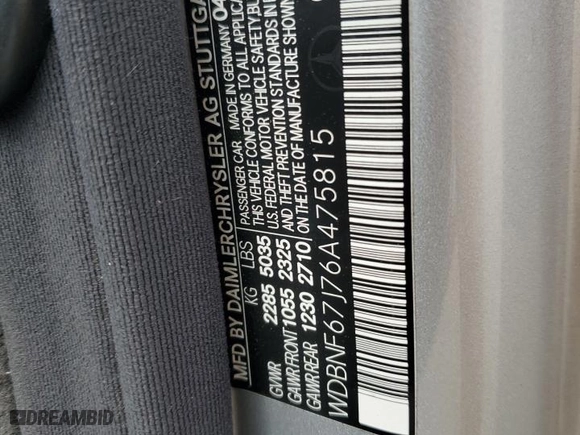 MFD BY DAIMLERCHRYSLER AG STUTTGA
KG LBS PASSENGER CAR MADE IN GERMANY 04
THIS VEHICLE CONFORMS TO ALL APPLICA
GVWR 2285 5035 U.S. FEDERAL MOTOR VEHICLE SAFETY BU
GAWR FRONT 1055 2325 AND THEFT PREVENTION STANDARDS IN
GAWR REAR 1230 2710 ON THE DATE OF MANUFACTURE SHOWN
WDBNF67J76A475815
DREAMBID